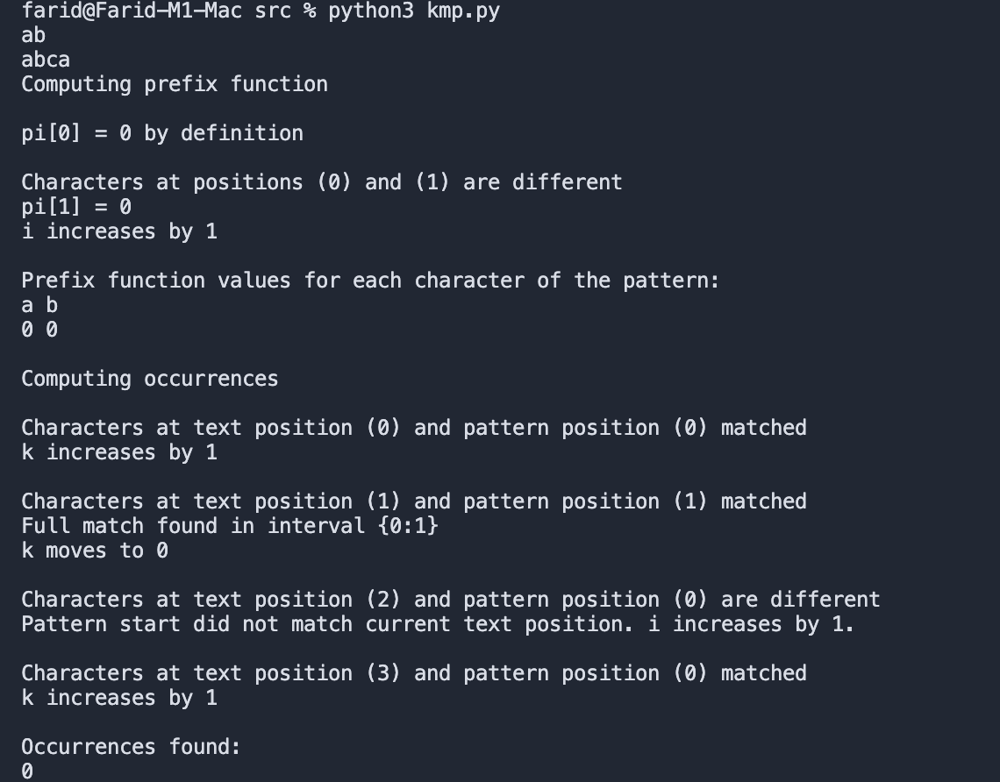 farid@Farid-M1-Mac src % python3 kmp.py
ab
abca
Computing prefix function
pi[0] = 0 by definition
Characters at positions (0) and (1) are different
pi[1] = 0
i increases by 1
Prefix function values for each character of the pattern:
a b
0 0
Computing occurrences
Characters at text position (0) and pattern position (0) matched
k increases by 1
Characters at text position (1) and pattern position (1) matched
Full match found in interval {0:1}
k moves to 0
Characters at text position (2) and pattern position (0) are different
Pattern start did not match current text position. i increases by 1.
Characters at text position (3) and pattern position (0) matched
k increases by 1
Occurrences found:
0